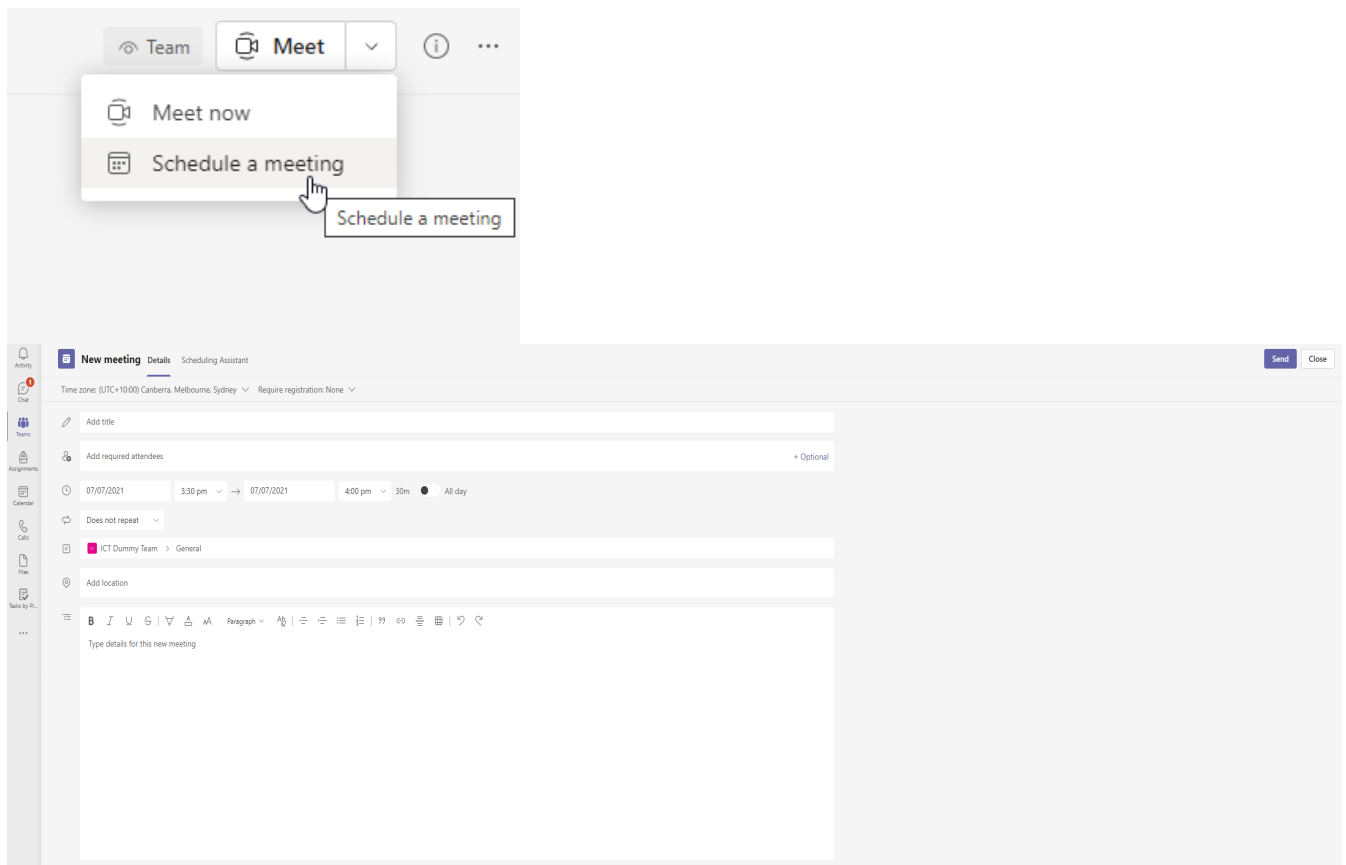 Team Meet
Meet now
Schedule a meeting
Schedule a meeting
Activity
Chat 1
Teams
Assignments
Calendar
Calls
Files
Tasks by Pl...
New meeting Details Scheduling Assistant Send Close
Time zone: (UTC+10:00) Canberra, Melbourne, Sydney Require registration: None
Add title
Add required attendees + Optional
07/07/2021 3:30 pm → 07/07/2021 4:00 pm 30m All day
Does not repeat
ICT Dummy Team > General
Add location
B I U S A AA Paragraph
Type details for this new meeting